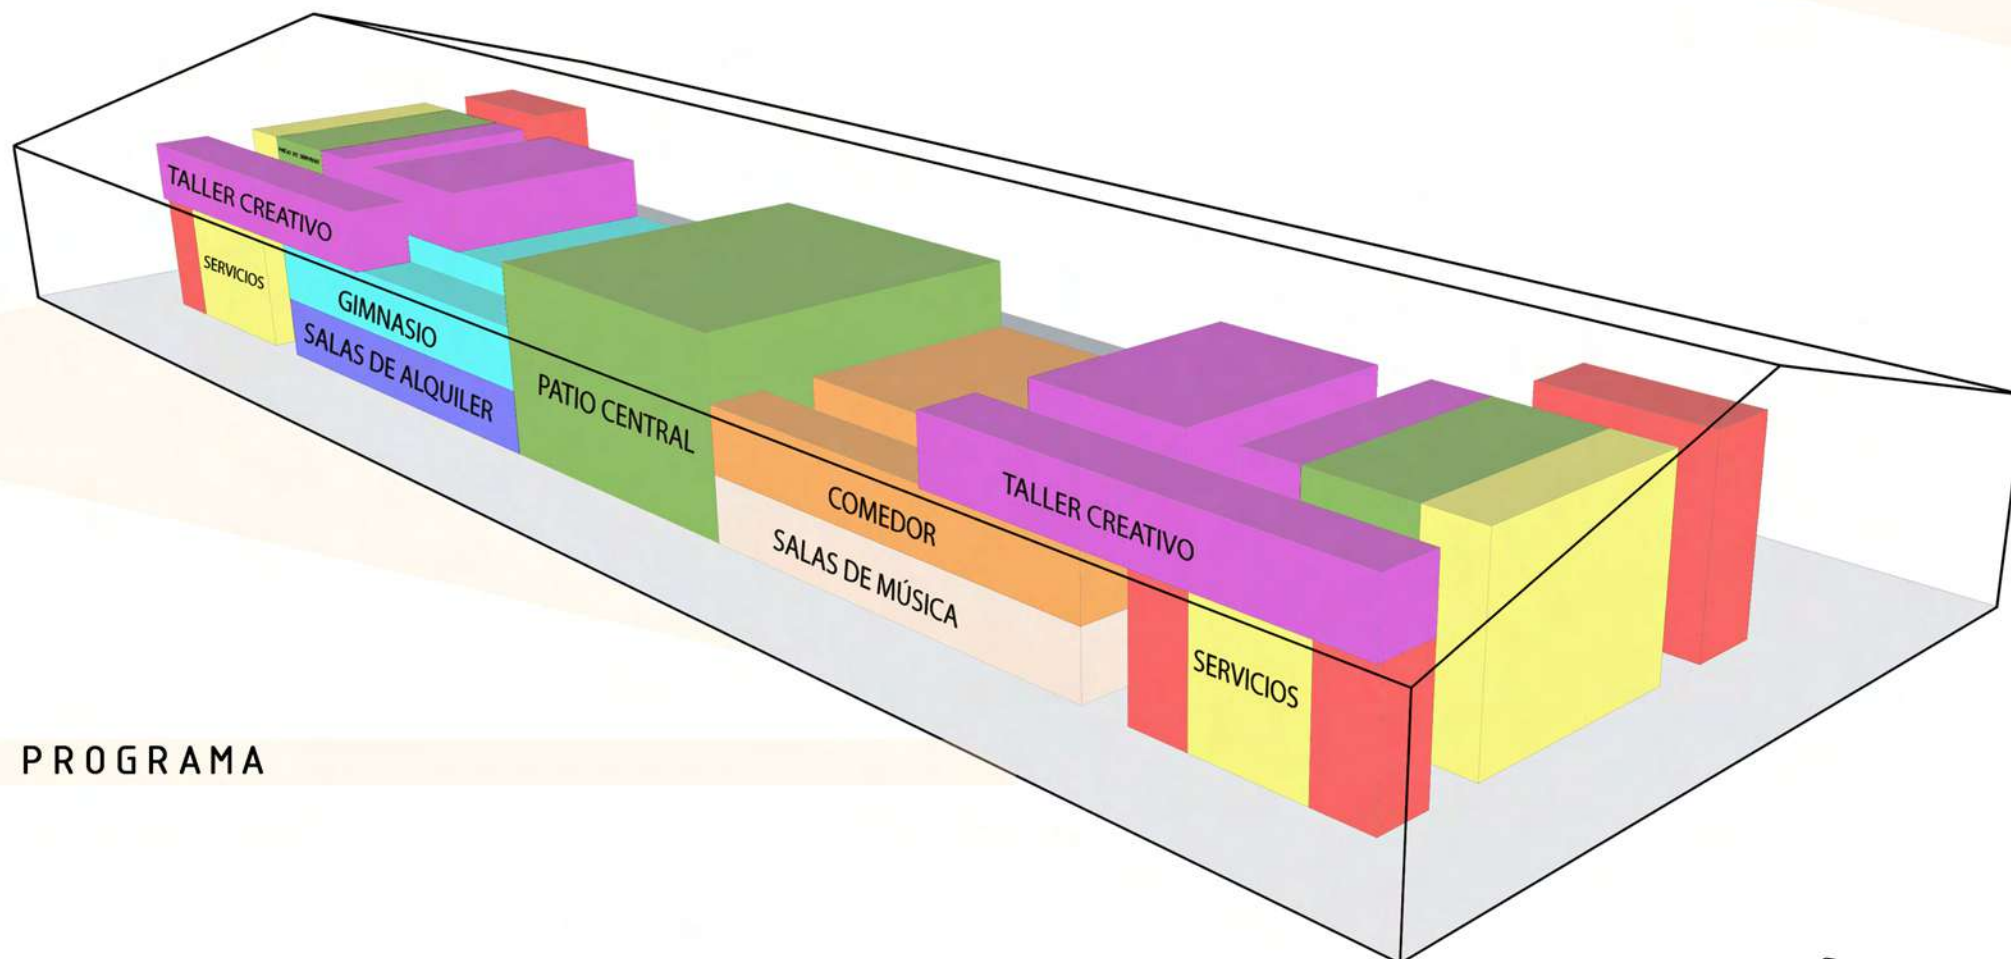 TALLER CREATIVO
SERVICIOS
GIMNASIO
SALAS DE ALQUILER
PATIO CENTRAL
COMEDOR
SALAS DE MÚSICA
TALLER CREATIVO
SERVICIOS
PROGRAMA